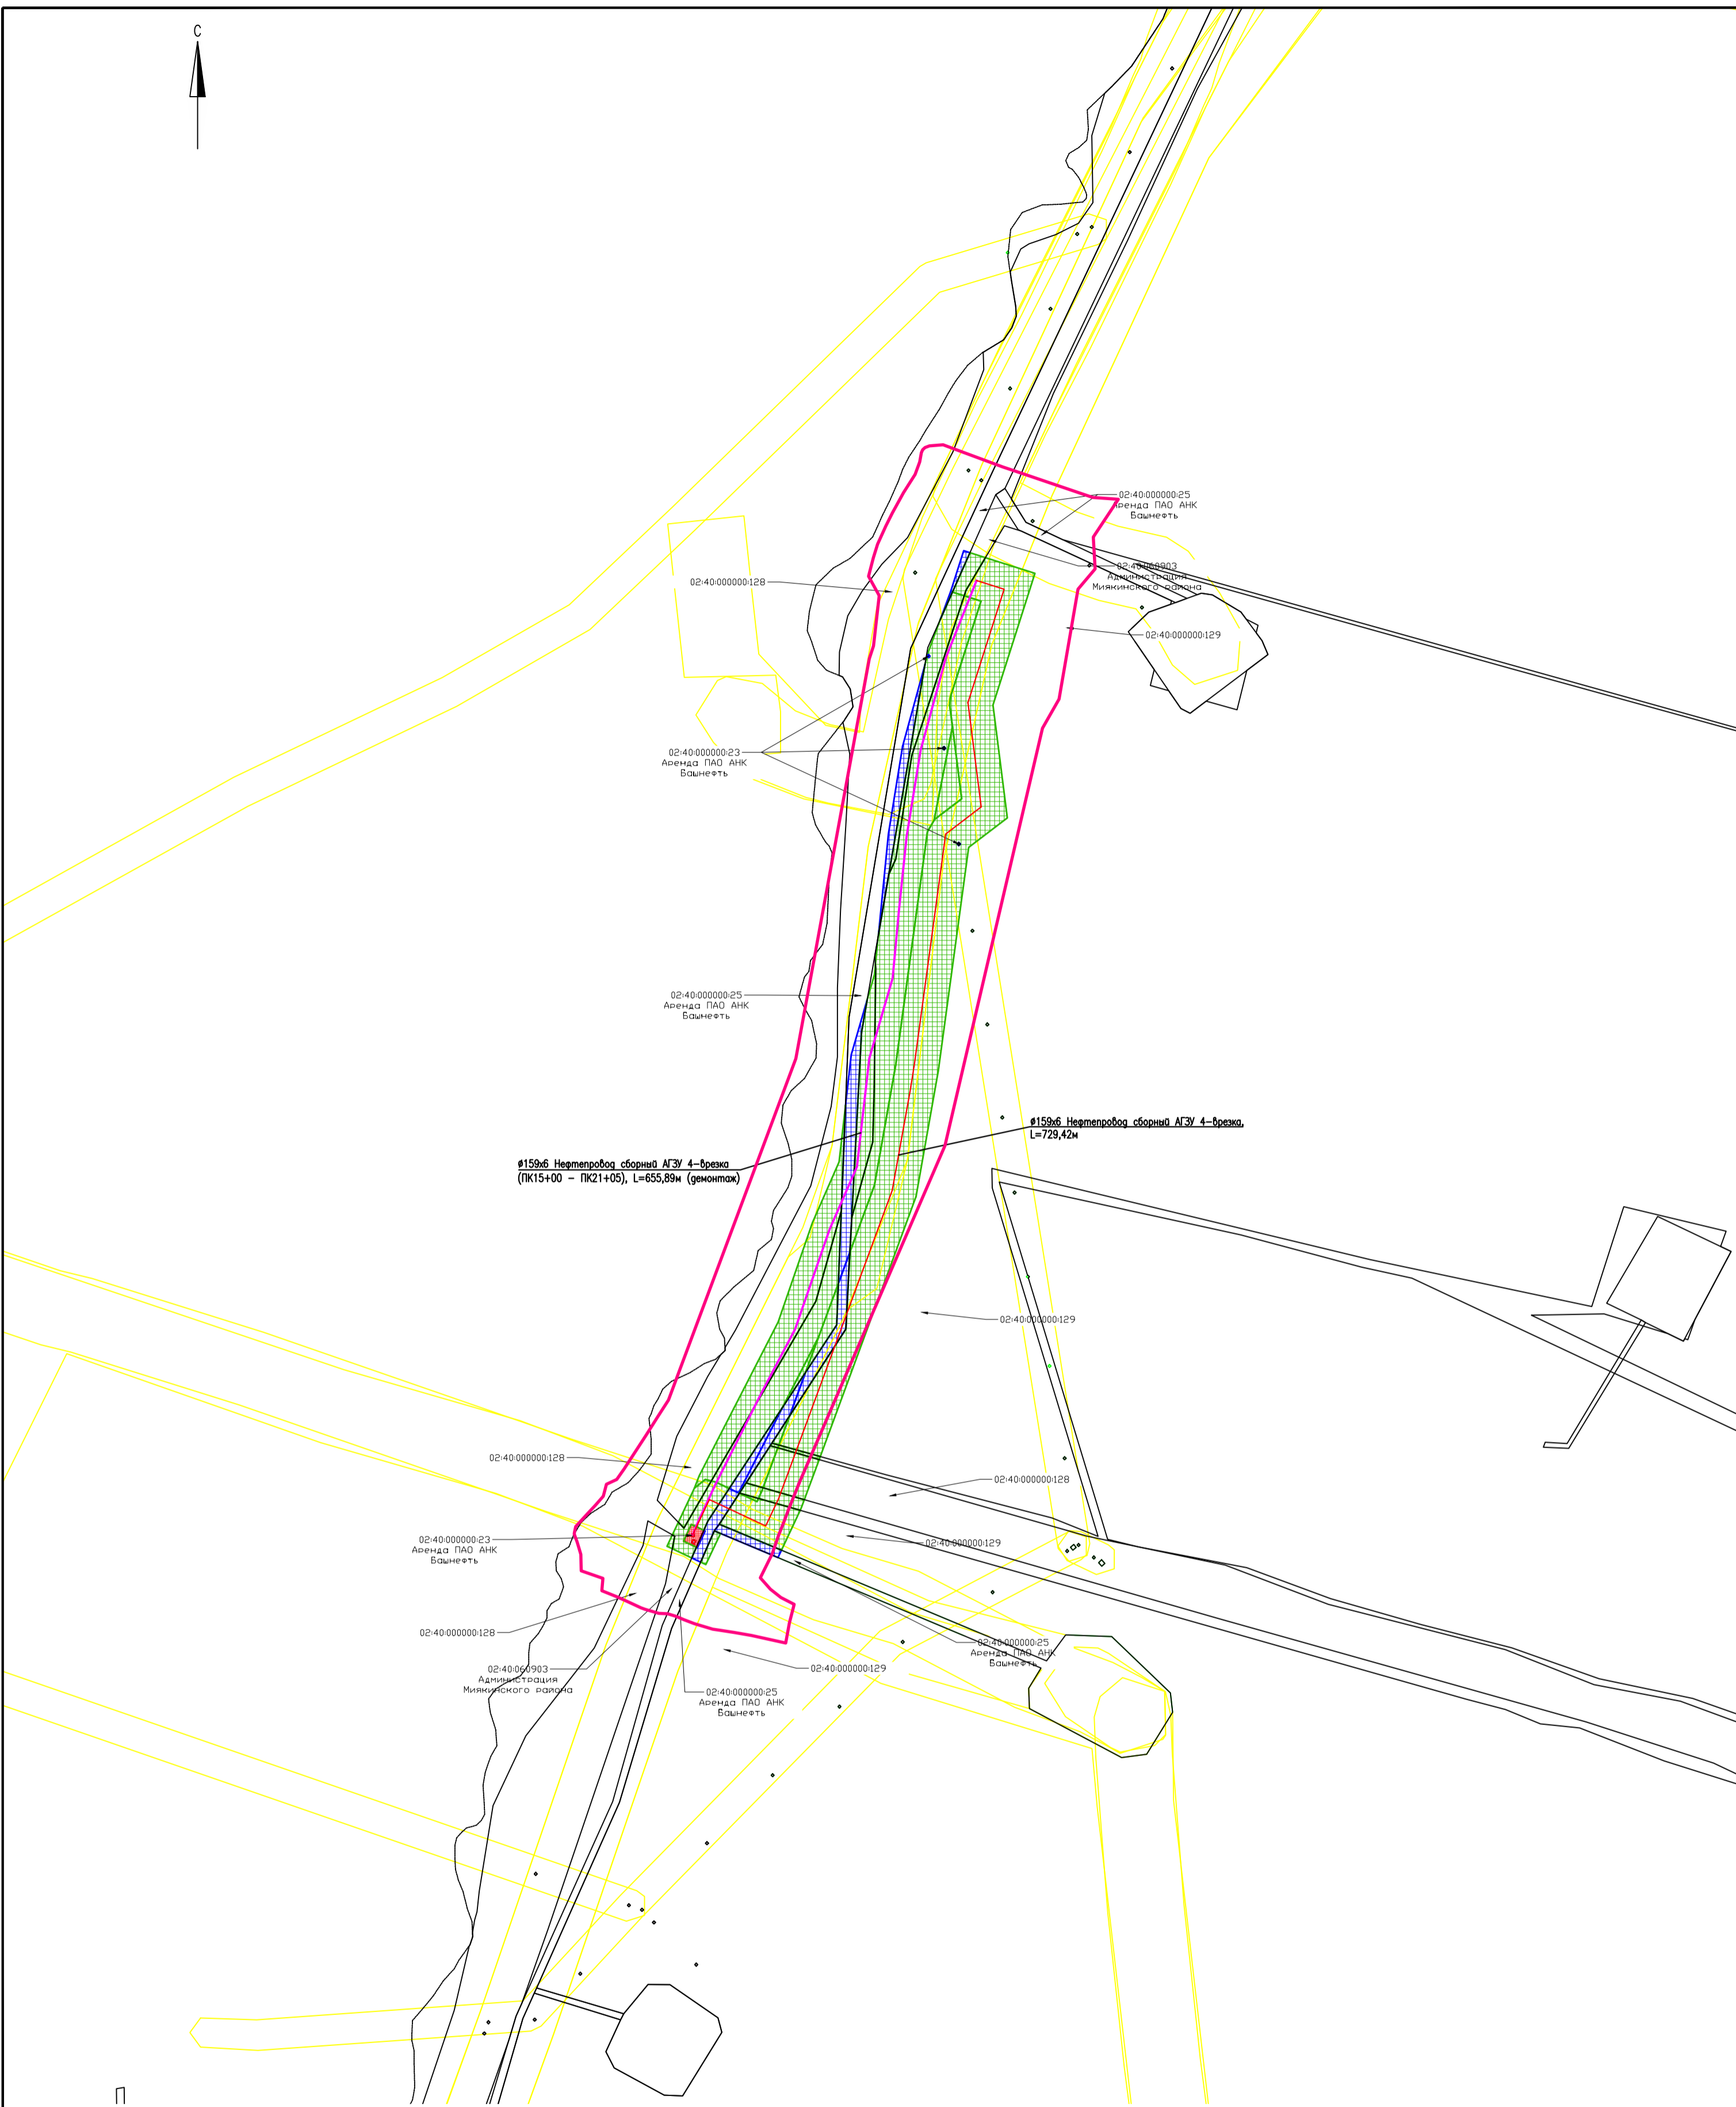 С
02:40:000000:25
Аренда ПАО АНК
Башнефть
02:40:060903
Администрация
Миякинского района
02:40:000000:128
02:40:000000:129
02:40:000000:23
Аренда ПАО АНК
Башнефть
02:40:000000:25
Аренда ПАО АНК
Башнефть
ø159х6 Нефтепровод сборный АГЗУ 4-врезка,
L=729,42м
ø159х6 Нефтепровод сборный АГЗУ 4-врезка
(ПК15+00 - ПК21+05), L=655,89м (демонтаж)
02:40:000000:129
02:40:000000:128
02:40:000000:128
02:40:000000:23
Аренда ПАО АНК
Башнефть
02:40:000000:129
02:40:000000:128
02:40:000000:25
Аренда ПАО АНК
Башнефть
02:40:060903
Администрация
Миякинского района
02:40:000000:129
02:40:000000:25
Аренда ПАО АНК
Башнефть